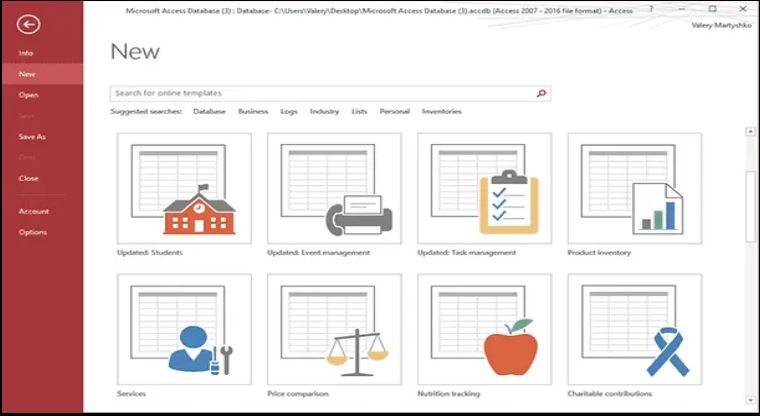 Microsoft Access Database (3) : Database- C:\Users\Valery\Desktop\Microsoft Access Database (3).accdb (Access 2007 - 2016 file format) - Access ?
Valery Martyshko
Info
New
Open
Save
Save As
Print
Close
Account
Options
New
Search for online templates
Suggested searches: Database Business Logs Industry Lists Personal Inventories
Updated: Students Updated: Event management Updated: Task management Product inventory
Services Price comparison Nutrition tracking Charitable contributions